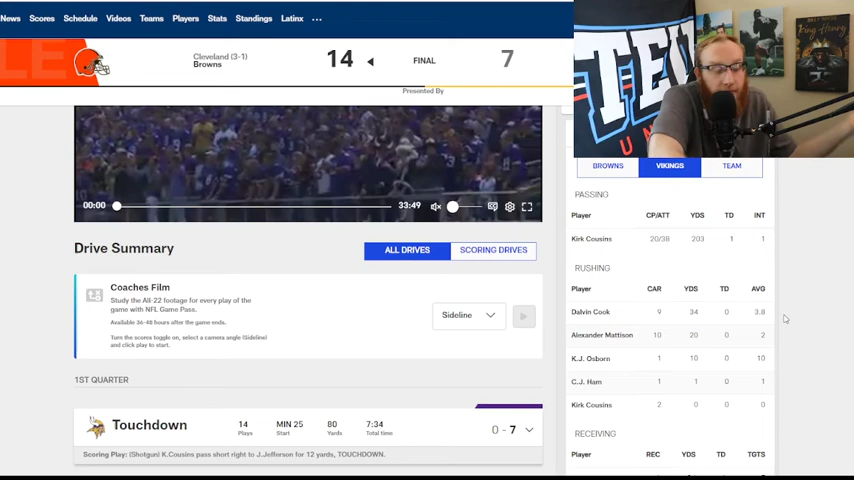 News Scores Schedule Videos Teams Players Stats Standings Latinx ...
Cleveland (3-1)
Browns
14
FINAL
7
Presented By
00:00
33:49
Drive Summary
ALL DRIVES
SCORING DRIVES
Coaches Film
Study the All-22 footage for every play of the
game with NFL Game Pass.
Available 36-48 hours after the game ends.
Turn the scores toggle on, select a camera angle (Sideline)
and click play to start.
Sideline
1ST QUARTER
Touchdown
14 MIN 25 80 7:34
Plays Start Yards Total time
0 - 7
Scoring Play: (Shotgun) K.Cousins pass short right to J.Jefferson for 12 yards, TOUCHDOWN.
BROWNS VIKINGS TEAM
PASSING
Player CP/ATT YDS TD INT
Kirk Cousins 20/38 203 1 1
RUSHING
Player CAR YDS TD AVG
Dalvin Cook 9 34 0 3.8
Alexander Mattison 10 20 0 2
K.J. Osborn 1 10 0 10
C.J. Ham 1 1 0 1
Kirk Cousins 2 0 0 0
RECEIVING
Player REC YDS TD TGTS